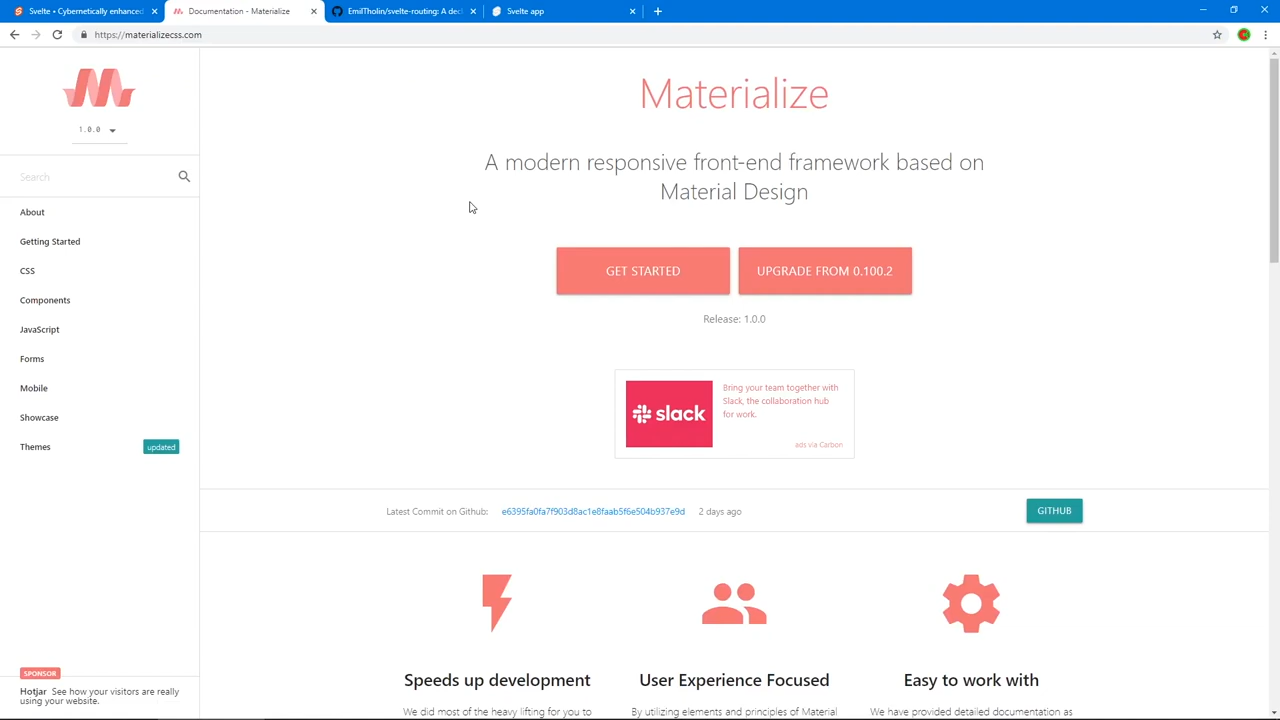 Svelte • Cybernetically enhanced
Documentation - Materialize
EmilTholin/svelte-routing: A dec
Svelte app
https://materializecss.com
1.0.0
Search
About
Getting Started
CSS
Components
JavaScript
Forms
Mobile
Showcase
Themes
updated
SPONSOR
Hotjar See how your visitors are really
using your website.
Materialize
A modern responsive front-end framework based on
Material Design
GET STARTED
UPGRADE FROM 0.100.2
Release: 1.0.0
slack
Bring your team together with
Slack, the collaboration hub
for work.
ads via Carbon
Latest Commit on Github: e6395fa0fa7f903d8ac1e8faab5f6e504b937e9d 2 days ago
GITHUB
Speeds up development
User Experience Focused
Easy to work with
We did most of the heavy lifting for you to
By utilizing elements and principles of Material
We have provided detailed documentation as